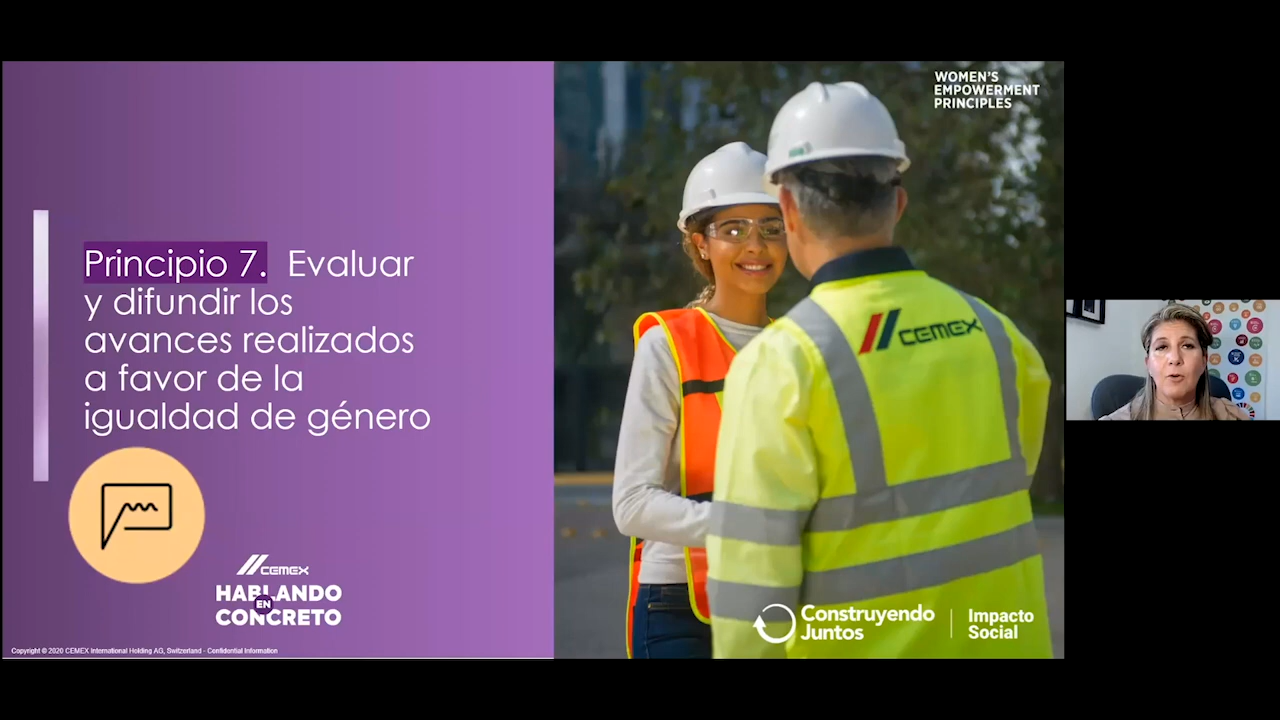 WOMEN'S
EMPOWERMENT
PRINCIPLES
Principio 7. Evaluar
y difundir los
avances realizados
a favor de la
igualdad de género
CEMEX
CEMEX
HABLANDO
EN
CONCRETO
Construyendo
Juntos
Impacto
Social
Copyright © 2020 CEMEX International Holding AG, Switzerland - Confidential Information